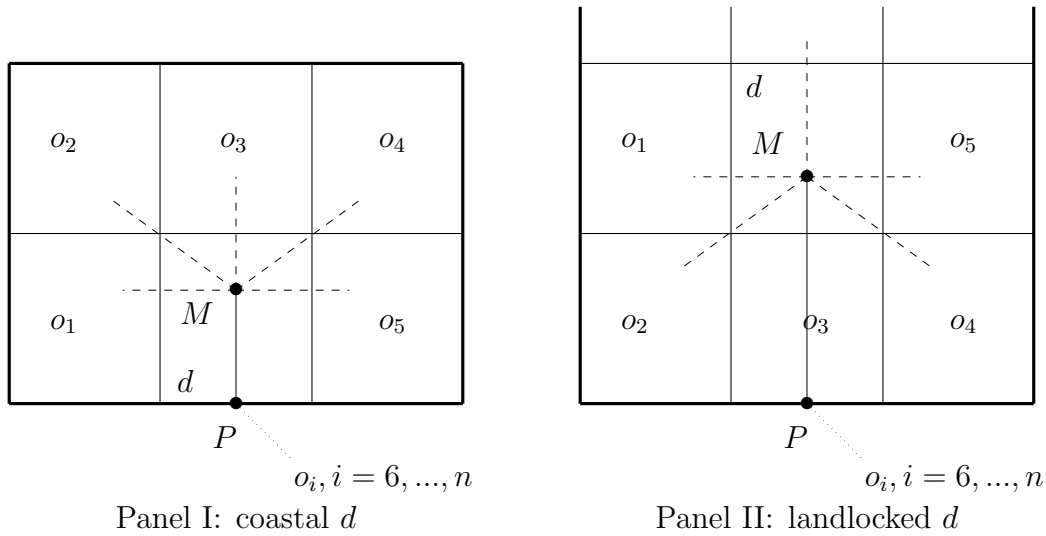 o₂ o₃ o₄
M
o₁ o₅
d
P
oᵢ, i = 6, ..., n
Panel I: coastal d
d
o₁ M o₅
o₂ o₃ o₄
P
oᵢ, i = 6, ..., n
Panel II: landlocked d